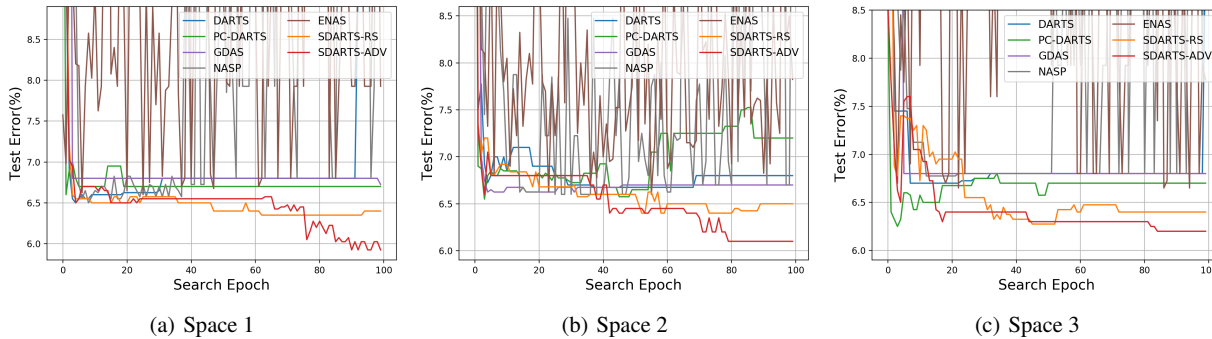 DARTS ENAS
PC-DARTS SDARTS-RS
GDAS SDARTS-ADV
NASP
Test Error(%)
8.5
8.0
7.5
7.0
6.5
6.0
0 20 40 60 80 100
Search Epoch
(a) Space 1
DARTS ENAS
PC-DARTS SDARTS-RS
GDAS SDARTS-ADV
NASP
Test Error(%)
8.5
8.0
7.5
7.0
6.5
6.0
0 20 40 60 80 100
Search Epoch
(b) Space 2
DARTS ENAS
PC-DARTS SDARTS-RS
GDAS SDARTS-ADV
NASP
Test Error(%)
8.5
8.0
7.5
7.0
6.5
6.0
0 20 40 60 80 100
Search Epoch
(c) Space 3